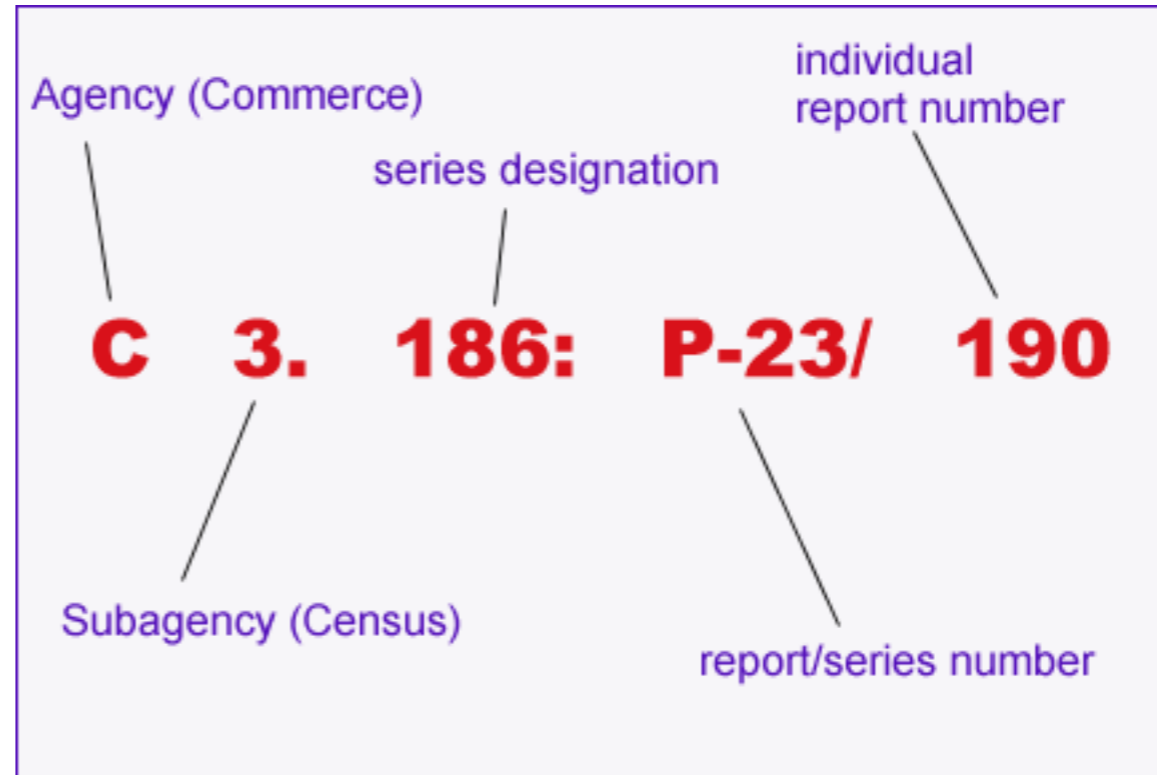 individual
report number
Agency (Commerce)
series designation
C 3. 186: P-23/ 190
Subagency (Census)
report/series number